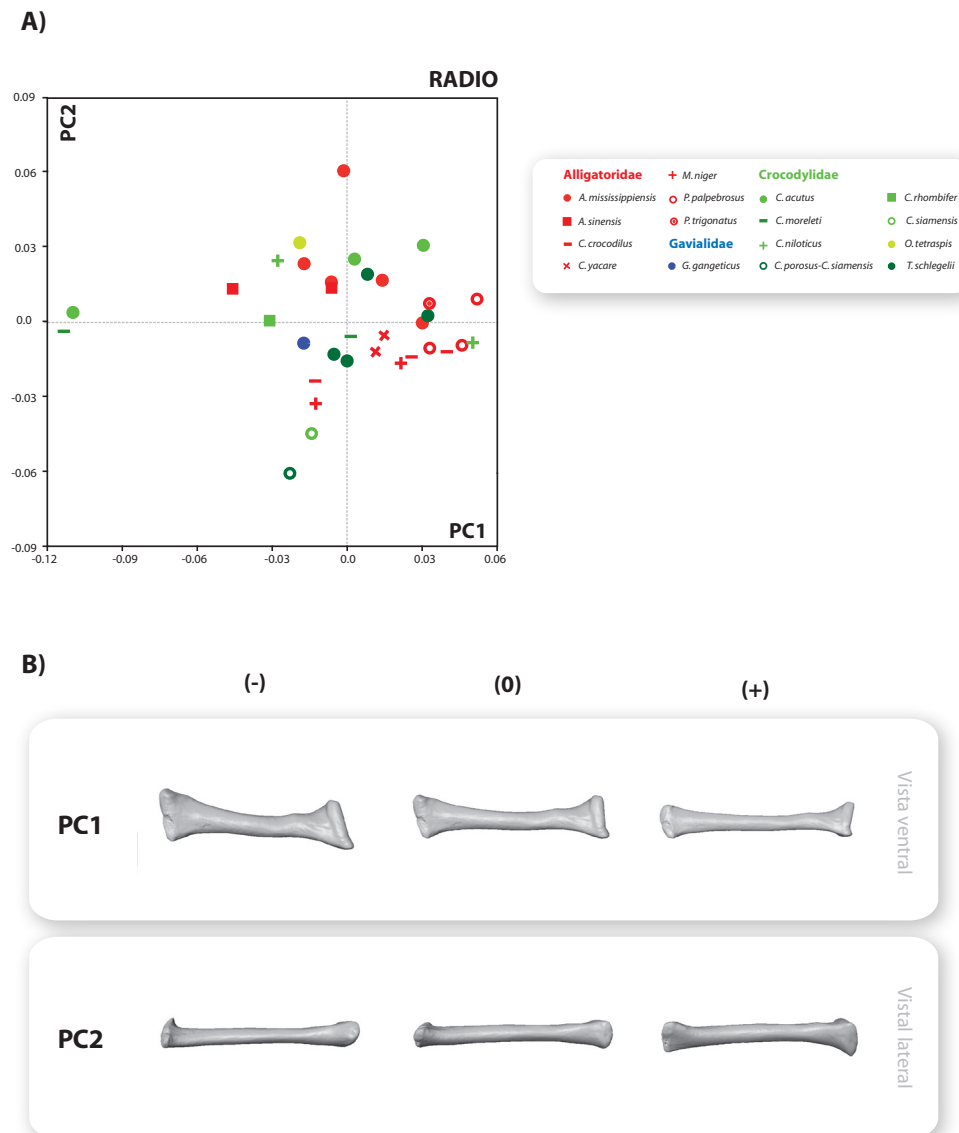 A)
RADIO
0.09
PC2
0.06
0.03
0.0
-0.03
-0.06
-0.09
PC1
-0.12 -0.09 -0.06 -0.03 0.0 0.03 0.06
Alligatoridae M.niger Crocodylidae
A.mississippiensis P.palpebrosus C.acutus C.rhombifer
A.sinensis P.trigonatus C.moreleti C.siamensis
C.crocodilus Gavialidae C.niloticus O.tetraspis
C.yacare G.gangeticus C.porosus-C.siamensis T.schlegelii
B)
(-) (0) (+)
PC1
Vista ventral
PC2
Vistal lateral